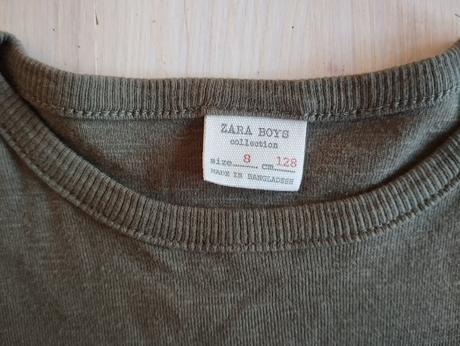 ZARA BOYS
collection
size 8 cm 128
MADE IN BANGLADESH